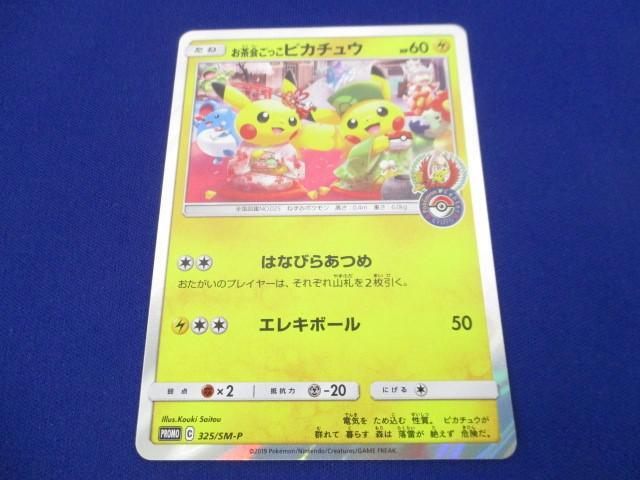 たね お茶会ごっこピカチュウ HP60
全国図鑑NO.025 ねずみポケモン 高さ:0.4m 重さ:6.0kg
はなびらあつめ
おたがいのプレイヤーは、それぞれ山札を2枚引く。
エレキボール 50
弱点 ×2 抵抗力 -20 にげる
Illus.Kouki Saitou
電気を ため込む 性質。 ピカチュウが
群れて 暮らす 森は 落雷が 絶えず 危険だ。
PROMO C 325/SM-P
©2019 Pokémon/Nintendo/Creatures/GAME FREAK.